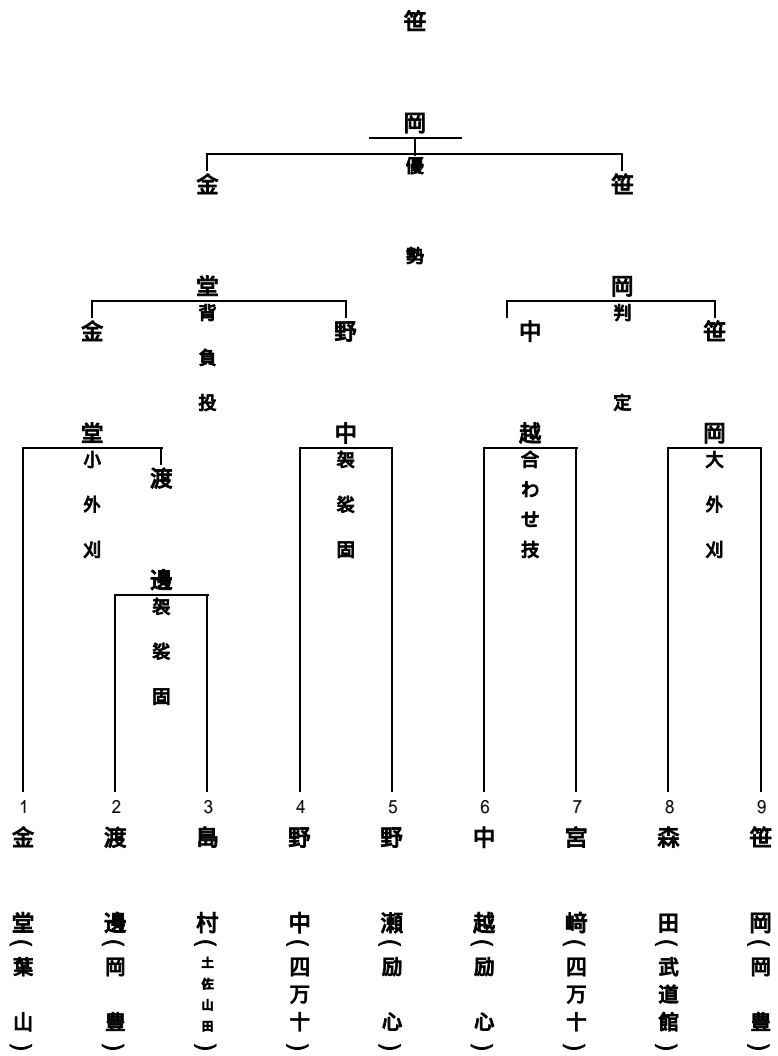 笹岡
優勢
金堂
笹岡
背負投
判定
金堂
野中
中越
笹岡
小外刈
渡邊
袈裟固
合わせ技
大外刈
袈裟固
1
2
3
4
5
6
7
8
9
金堂(葉山)
渡邊(岡豊)
島村(土佐山田)
野中(四万十)
野瀬(励心)
中越(励心)
宮﨑(四万十)
森田(武道館)
笹岡(岡豊)